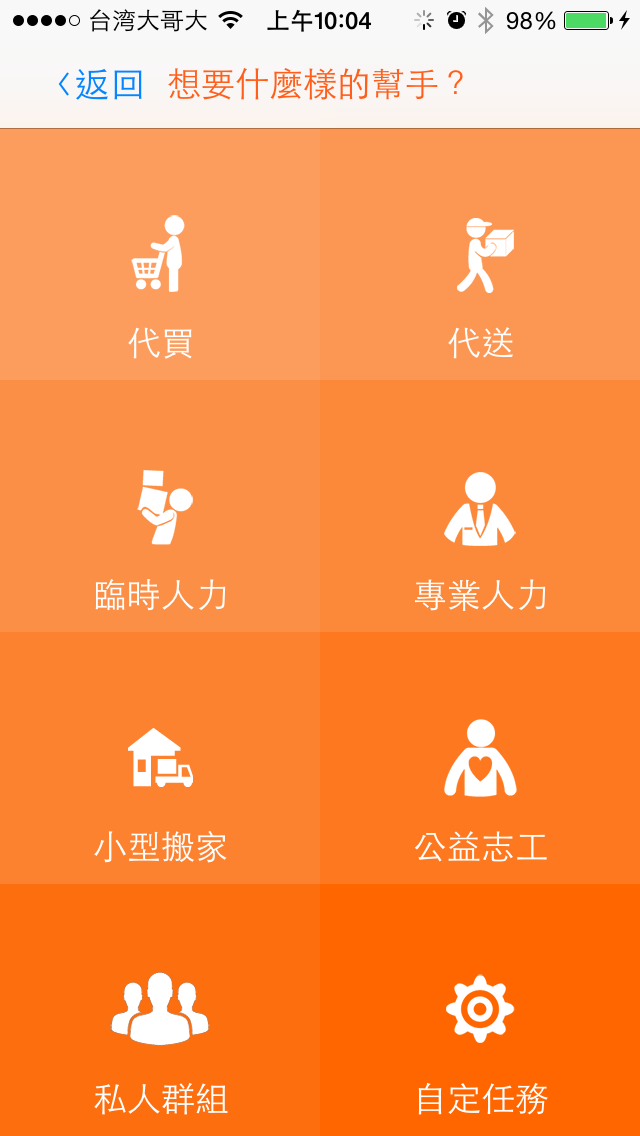 台湾大哥大 上午10:04 98%
返回 想要什麼樣的幫手？
代買 代送
臨時人力 專業人力
小型搬家 公益志工
私人群組 自定任務